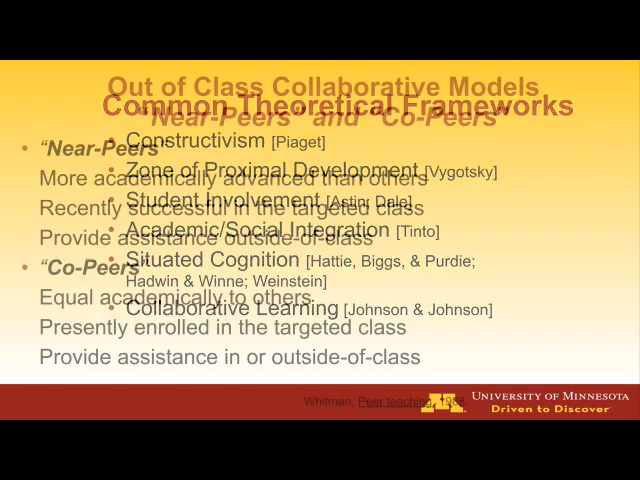 Out of Class Collaborative Models
"Near-Peers" and "Co-Peers"
• "Near-Peers"
More academically advanced than others
Recently successful in the targeted class
Provide assistance outside-of-class
• "Co-Peers"
Equal academically to others
Presently enrolled in the targeted class
Provide assistance in or outside-of-class
Whitman, Peer teaching, 1988.
Common Theoretical Frameworks
• Constructivism [Piaget]
• Zone of Proximal Development [Vygotsky]
• Student Involvement [Astin; Dale]
• Academic/Social Integration [Tinto]
• Situated Cognition [Hattie, Biggs, & Purdie;
Hadwin & Winne; Weinstein]
• Collaborative Learning [Johnson & Johnson]
M
UNIVERSITY OF MINNESOTA
Driven to Discover